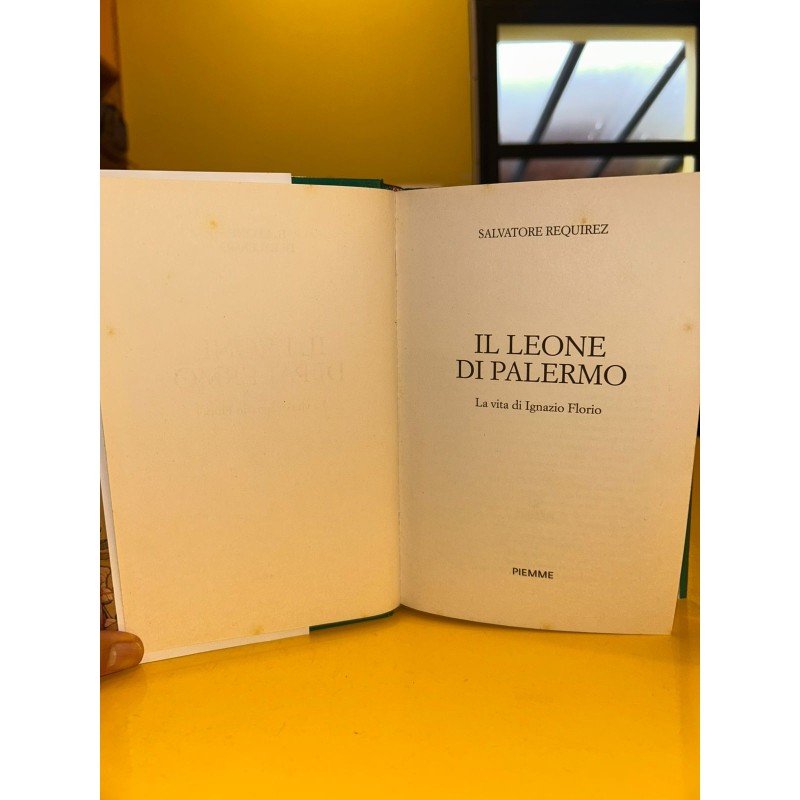 SALVATORE REQUIREZ
IL LEONE
DI PALERMO
La vita di Ignazio Florio
PIEMME